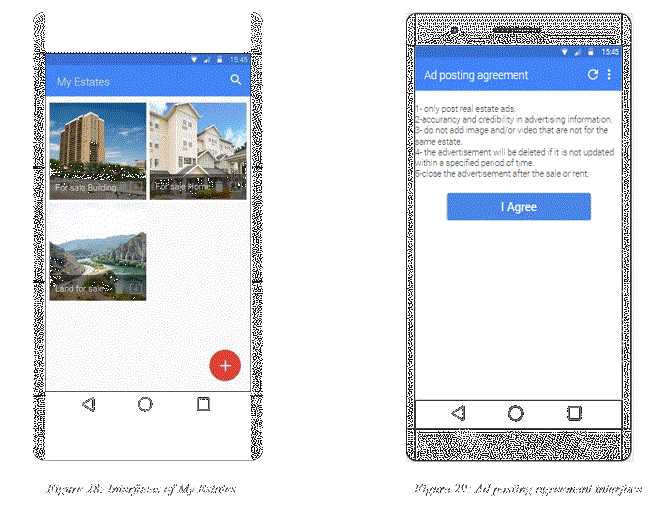 15:45
My Estates
For sale Building
For sale Home
Land for sale
Figure 28: Interfaces of My Estates
15:45
Ad posting agreement
1- only post real estate ads.
2-accurancy and credibility in advertising information.
3- do not add image and/or video that are not for the
same estate.
4- the advertisement will be deleted if it is not updated
within a specified period of time.
5-close the advertisement after the sale or rent.
I Agree
Figure 29: Ad posting agreement interface